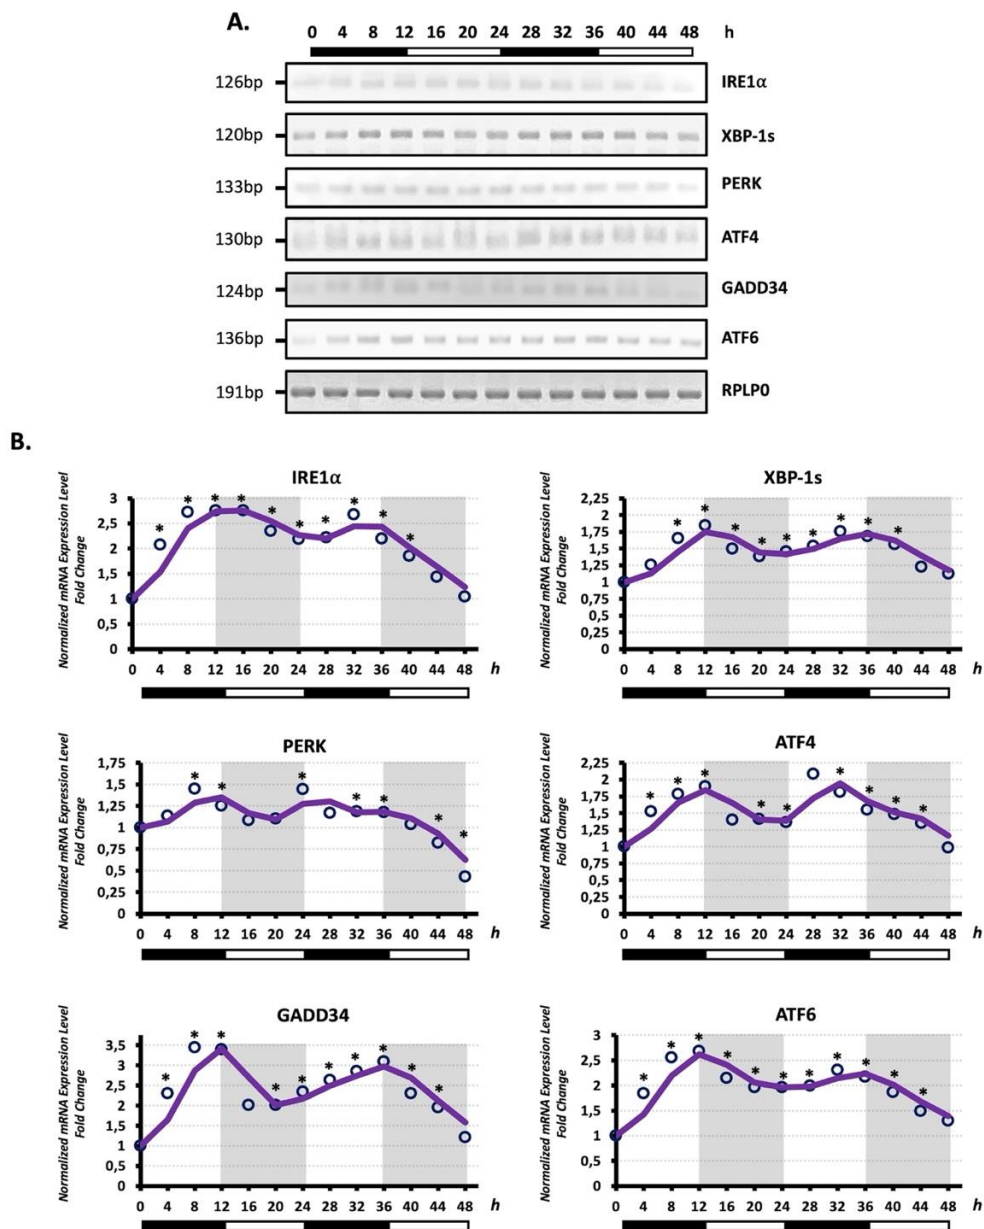 A.
0 4 8 12 16 20 24 28 32 36 40 44 48 h
126bp IRE1α
120bp XBP-1s
133bp PERK
130bp ATF4
124bp GADD34
136bp ATF6
191bp RPLP0
B.
IRE1α
Normalized mRNA Expression Level
Fold Change
3
2,5
2
1,5
1
0,5
0
* * * * * * * * * *
0 4 8 12 16 20 24 28 32 36 40 44 48 h
XBP-1s
Normalized mRNA Expression Level
Fold Change
2,25
2
1,75
1,5
1,25
1
0,75
0,5
0,25
0
* * * * * * * * *
0 4 8 12 16 20 24 28 32 36 40 44 48 h
PERK
Normalized mRNA Expression Level
Fold Change
1,75
1,5
1,25
1
0,75
0,5
0,25
0
* * * * * * *
0 4 8 12 16 20 24 28 32 36 40 44 48 h
ATF4
Normalized mRNA Expression Level
Fold Change
2,25
2
1,75
1,5
1,25
1
0,75
0,5
0,25
0
* * * * * * * * *
0 4 8 12 16 20 24 28 32 36 40 44 48 h
GADD34
Normalized mRNA Expression Level
Fold Change
3,5
3
2,5
2
1,5
1
0,5
0
* * * * * * * * * *
0 4 8 12 16 20 24 28 32 36 40 44 48 h
ATF6
Normalized mRNA Expression Level
Fold Change
3
2,5
2
1,5
1
0,5
0
* * * * * * * * * * *
0 4 8 12 16 20 24 28 32 36 40 44 48 h